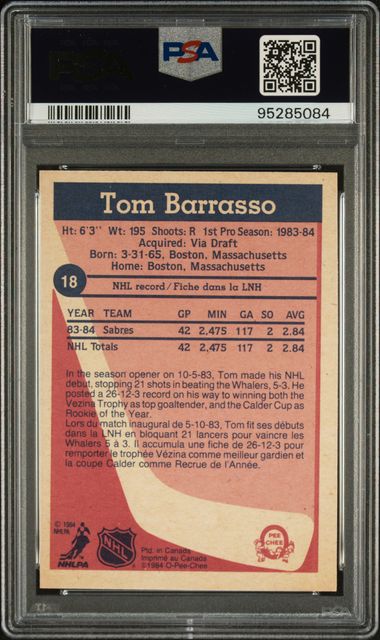 PSA
PSA
95285084
Tom Barrasso
Ht: 6'3" Wt: 195 Shoots: R 1st Pro Season: 1983-84
Acquired: Via Draft
Born: 3-31-65, Boston, Massachusetts
Home: Boston, Massachusetts
18
NHL record/Fiche dans la LNH
YEAR TEAM GP MIN GA SO AVG
83-84 Sabres 42 2,475 117 2 2.84
NHL Totals 42 2,475 117 2 2.84
In the season opener on 10-5-83, Tom made his NHL
debut, stopping 21 shots in beating the Whalers, 5-3. He
posted a 26-12-3 record on his way to winning both the
Vezina Trophy as top goaltender, and the Calder Cup as
Rookie of the Year.
Lors du match inaugural de 5-10-83, Tom fit ses débuts
dans la LNH en bloquant 21 lancers pour vaincre les
Whalers 5 à 3. Il accumula une fiche de 26-12-3 pour
remporter le trophée Vézina comme meilleur gardien et
la coupe Calder comme Recrue de l'Année.
© 1984
NHLPA
NHLPA
NHL
Ptd. in Canada
Imprimé au Canada
©1984 O-Pee-Chee
O
PEE
CHEE